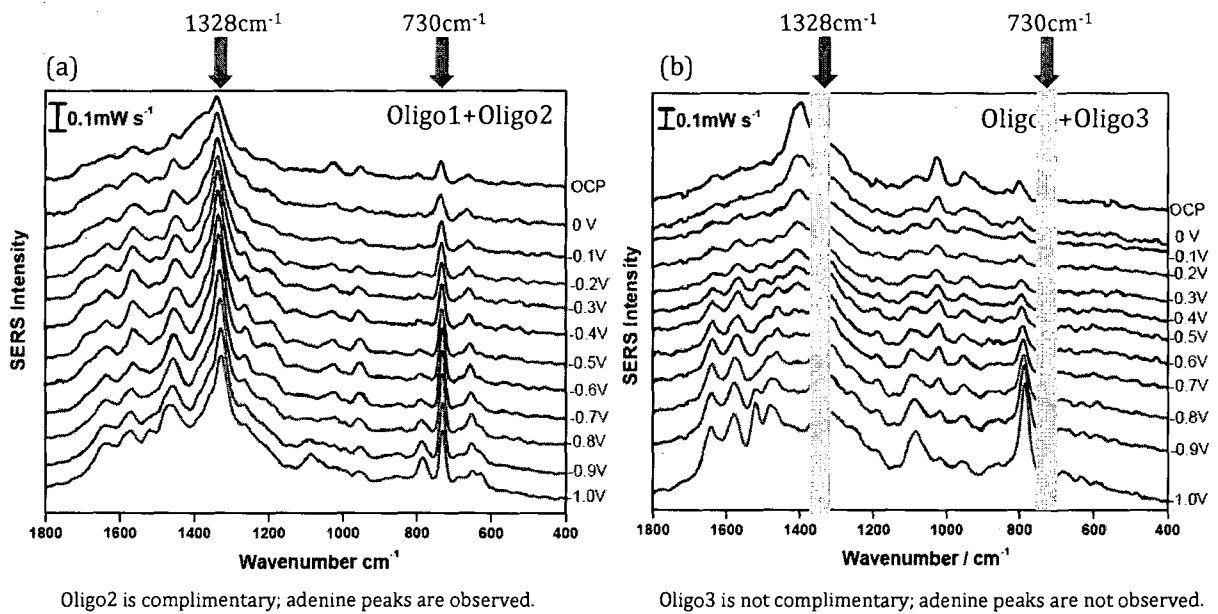 1328cm-1
730cm-1
(a)
0.1mW s-1
Oligo1+Oligo2
OCP
0 V
-0.1V
-0.2V
-0.3V
-0.4V
-0.5V
-0.6V
-0.7V
-0.8V
-0.9V
-1.0V
SERS Intensity
1800 1600 1400 1200 1000 800 600 400
Wavenumber cm-1
Oligo2 is complimentary; adenine peaks are observed.
1328cm-1
730cm-1
(b)
0.1mW s-1
Oligo +Oligo3
OCP
0 V
-0.1V
-0.2V
-0.3V
-0.4V
-0.5V
-0.6V
-0.7V
-0.8V
-0.9V
-1.0V
SERS Intensity
1800 1600 1400 1200 1000 800 600 400
Wavenumber / cm-1
Oligo3 is not complimentary; adenine peaks are not observed.